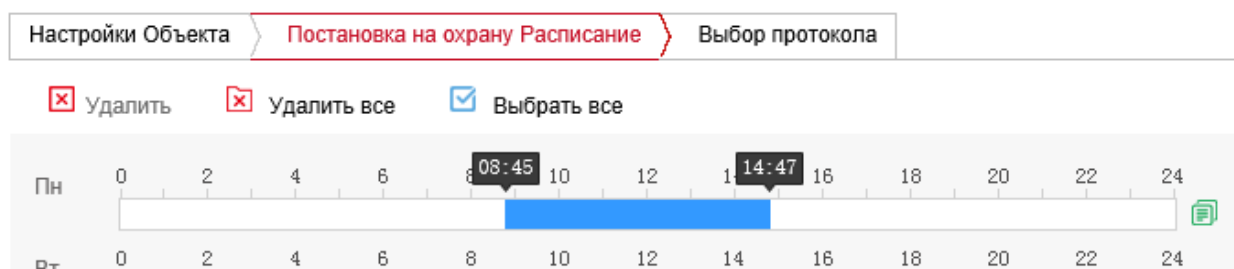 Настройки Объекта Постановка на охрану Расписание Выбор протокола
Удалить Удалить все Выбрать все
08:45 14:47
Пн 0 2 4 6 10 12 16 18 20 22 24
Вт 0 2 4 6 8 10 12 14 16 18 20 22 24